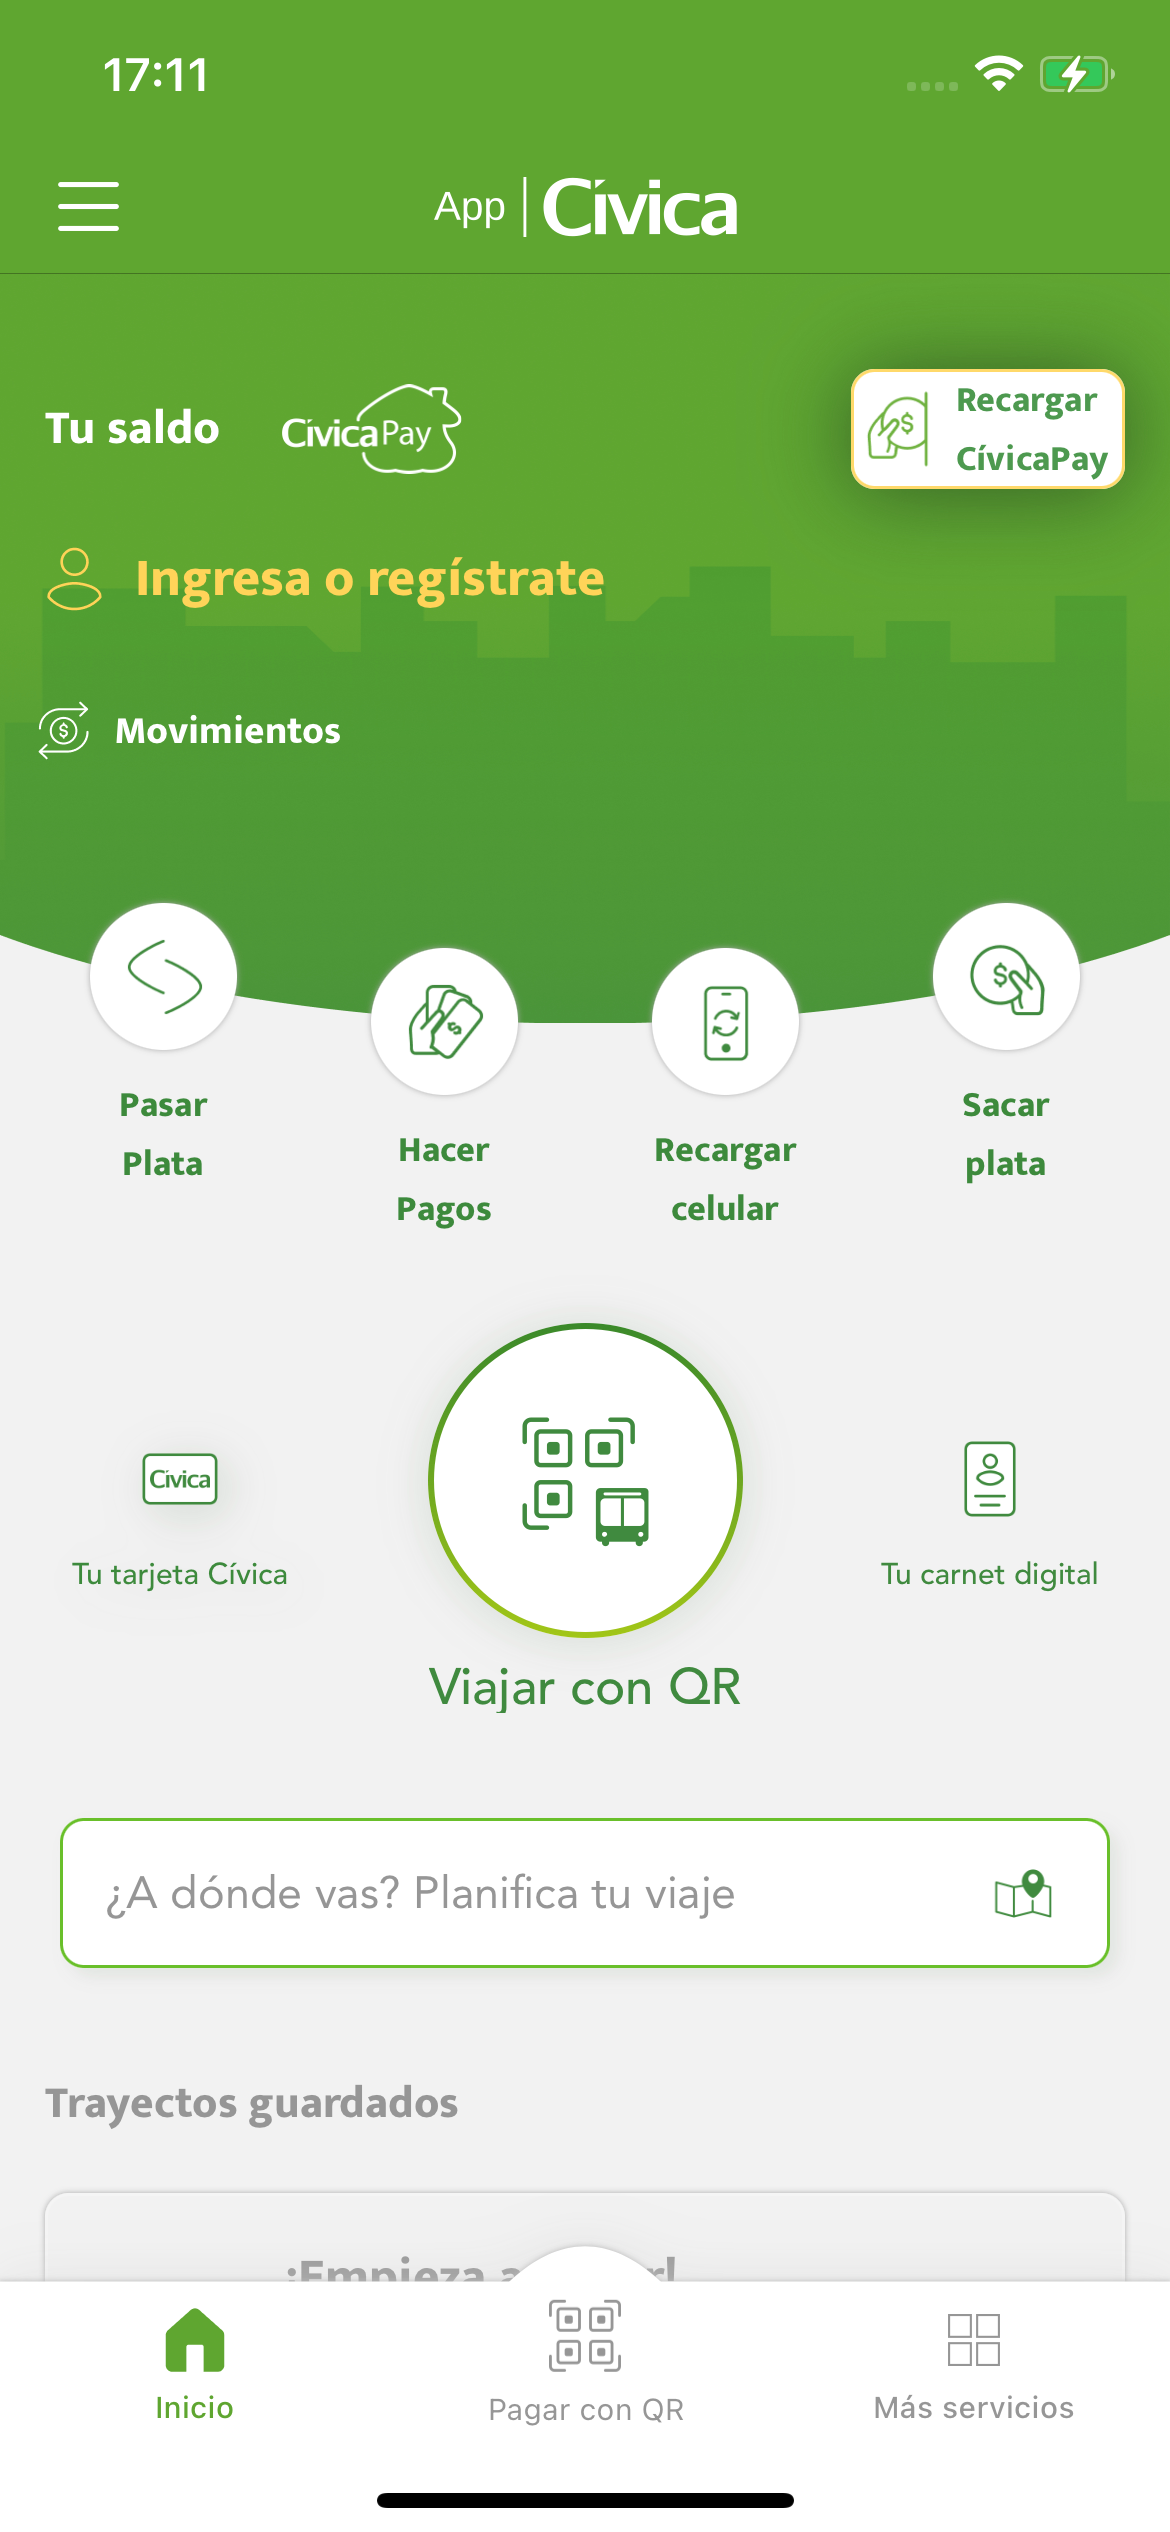 17:11
App | Cívica
Tu saldo
CívicaPay
Recargar
CívicaPay
Ingresa o regístrate
Movimientos
Pasar
Plata
Hacer
Pagos
Recargar
celular
Sacar
plata
Cívica
Tu tarjeta Cívica
Tu carnet digital
Viajar con QR
¿A dónde vas? Planifica tu viaje
Trayectos guardados
¡Empieza a
Inicio
Pagar con QR
Más servicios